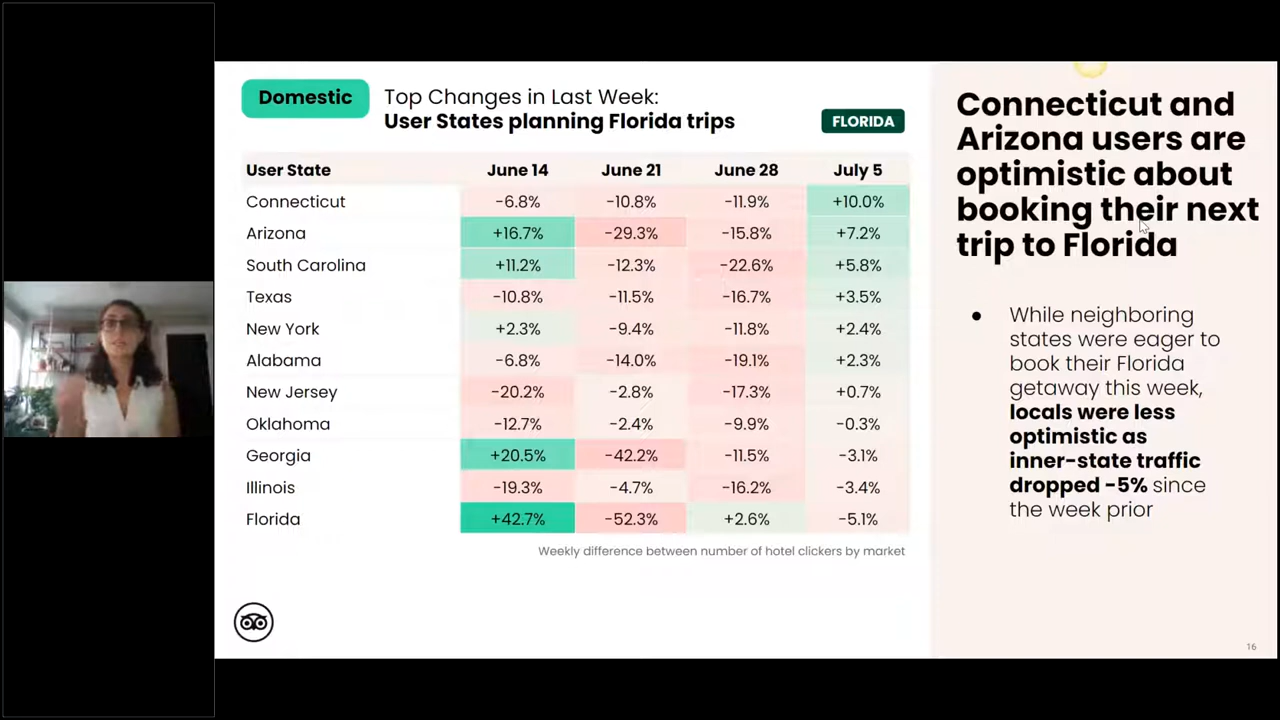 Domestic
Top Changes in Last Week:
User States planning Florida trips
FLORIDA
User State June 14 June 21 June 28 July 5
Connecticut -6.8% -10.8% -11.9% +10.0%
Arizona +16.7% -29.3% -15.8% +7.2%
South Carolina +11.2% -12.3% -22.6% +5.8%
Texas -10.8% -11.5% -16.7% +3.5%
New York +2.3% -9.4% -11.8% +2.4%
Alabama -6.8% -14.0% -19.1% +2.3%
New Jersey -20.2% -2.8% -17.3% +0.7%
Oklahoma -12.7% -2.4% -9.9% -0.3%
Georgia +20.5% -42.2% -11.5% -3.1%
Illinois -19.3% -4.7% -16.2% -3.4%
Florida +42.7% -52.3% +2.6% -5.1%
Weekly difference between number of hotel clickers by market
Connecticut and
Arizona users are
optimistic about
booking their next
trip to Florida
● While neighboring
states were eager to
book their Florida
getaway this week,
locals were less
optimistic as
inner-state traffic
dropped -5% since
the week prior
16